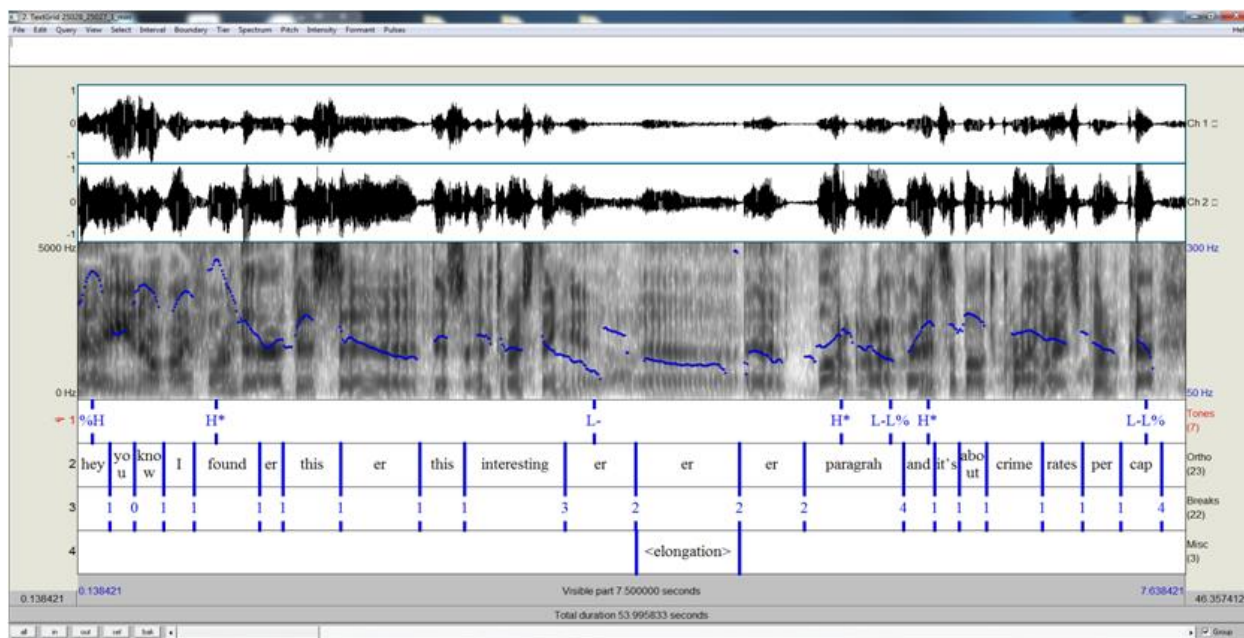 2. TextGrid 25028_25027_1_mas
File Edit Query View Select Interval Boundary Tier Spectrum Pitch Intensity Formant Pulses
Hel
1
0
-1
Ch 1
1
0
-1
Ch 2
5000 Hz
300 Hz
0 Hz
50 Hz
1 %H H* L- H* L-L% H* L-L% Tones (7)
2 hey you know I found er this er this interesting er er er paragrah and it's about crime rates per cap Ortho (23)
3 1 0 1 1 1 1 1 1 1 3 2 2 2 4 1 1 1 1 1 1 4 Breaks (22)
4 <elongation> Misc (3)
0.138421 0.138421 Visible part 7.500000 seconds 7.638421 46.357412
Total duration 53.995833 seconds
all in out sel bak Group